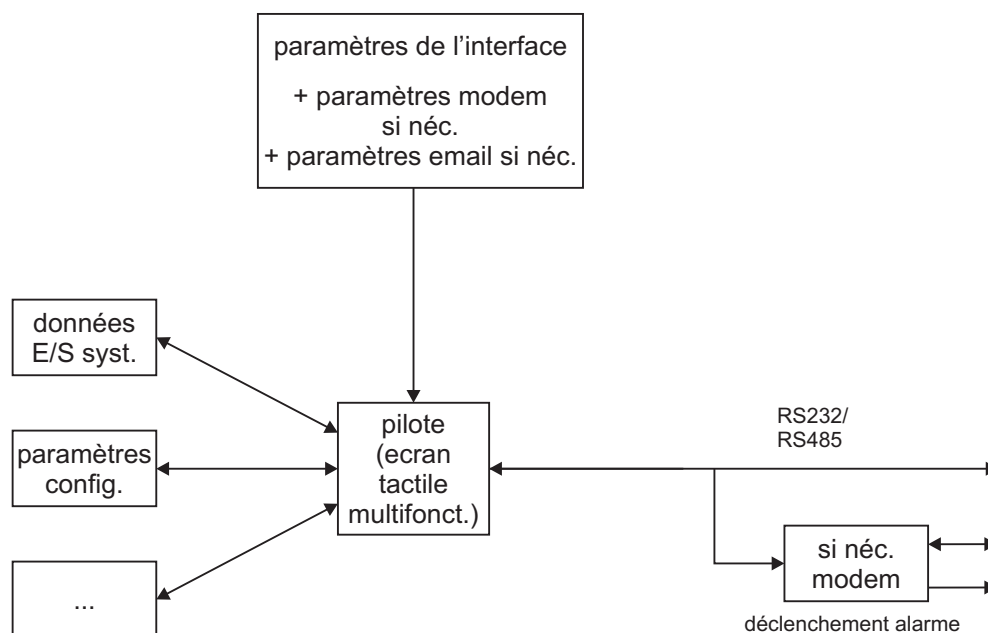 paramètres de l'interface
+ paramètres modem
si néc.
+ paramètres email si néc.
données
E/S syst.
paramètres
config.
...
pilote
(ecran
tactile
multifonct.)
RS232/
RS485
si néc.
modem
déclenchement alarme